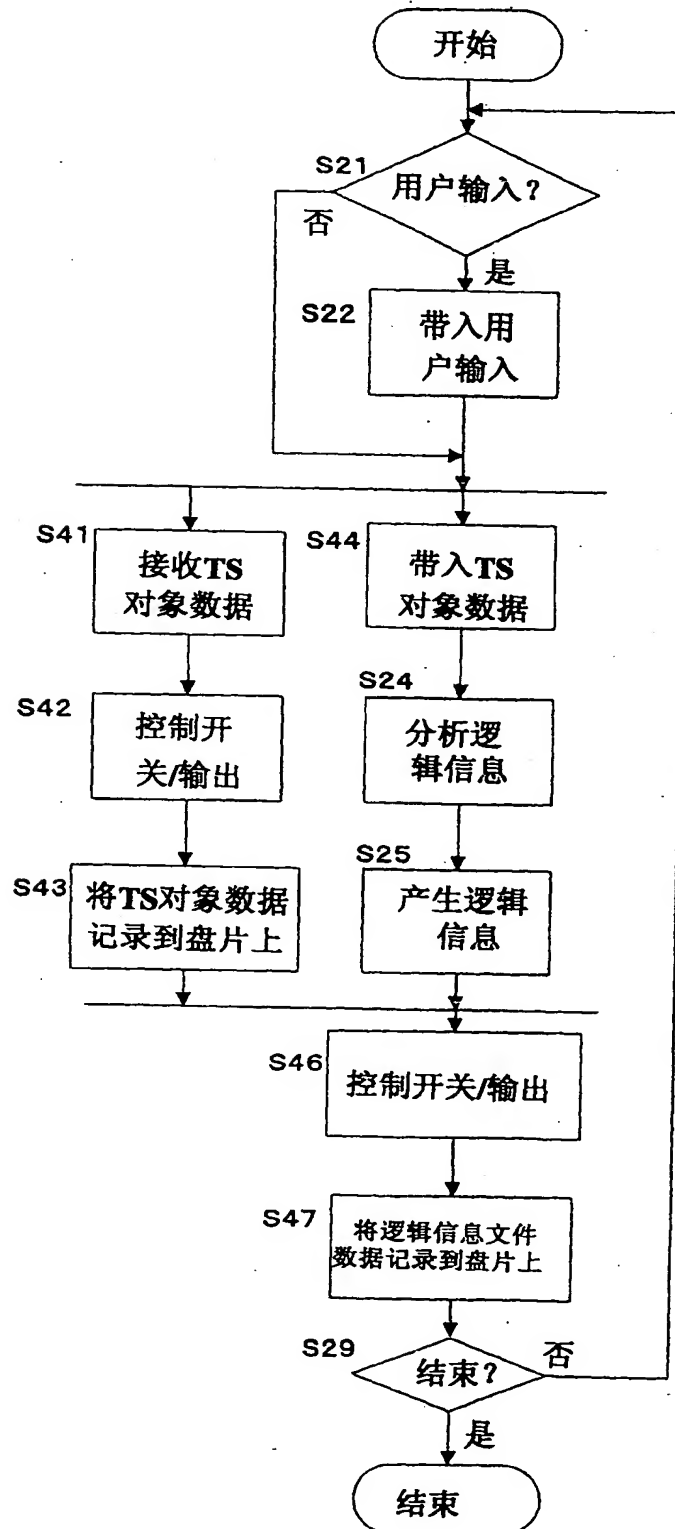 开始
S21
用户输入?
否
是
S22
带入用
户输入
S41
接收TS
对象数据
S44
带入TS
对象数据
S42
控制开
关/输出
S24
分析逻
辑信息
S43
将TS对象数据
记录到盘片上
S25
产生逻辑
信息
S46
控制开关/输出
S47
将逻辑信息文件
数据记录到盘片上
S29
结束?
否
是
结束